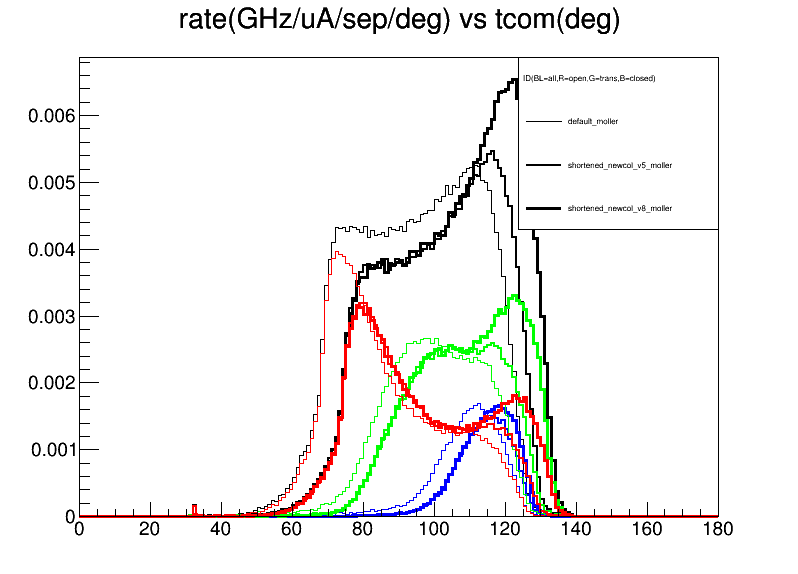 rate(GHz/uA/sep/deg) vs tcom(deg)
ID(BL=all,R=open,G=trans,B=closed)
default_moller
shortened_newcol_v5_moller
shortened_newcol_v8_moller
0.006
0.005
0.004
0.003
0.002
0.001
0
0 20 40 60 80 100 120 140 160 180